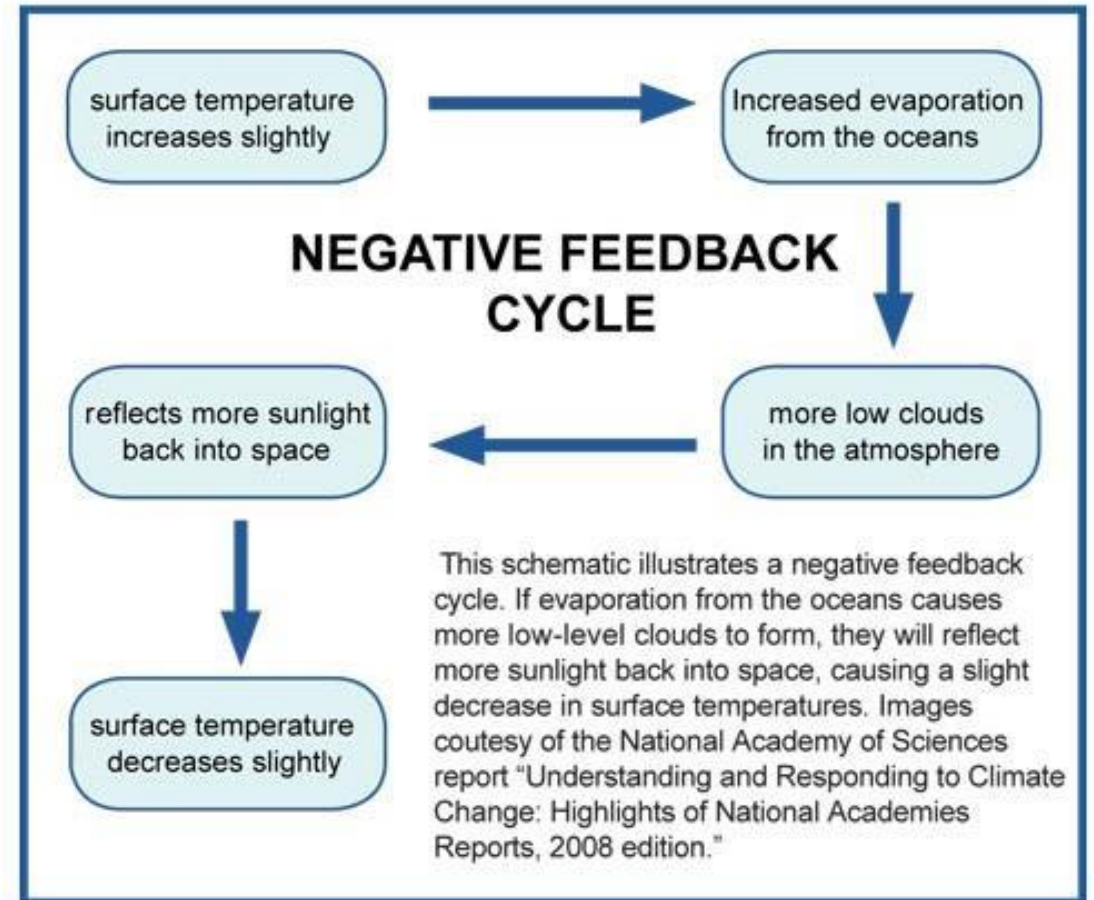 surface temperature
increases slightly
Increased evaporation
from the oceans
NEGATIVE FEEDBACK
CYCLE
more low clouds
in the atmosphere
reflects more sunlight
back into space
surface temperature
decreases slightly
This schematic illustrates a negative feedback
cycle. If evaporation from the oceans causes
more low-level clouds to form, they will reflect
more sunlight back into space, causing a slight
decrease in surface temperatures. Images
coutesy of the National Academy of Sciences
report “Understanding and Responding to Climate
Change: Highlights of National Academies
Reports, 2008 edition.”